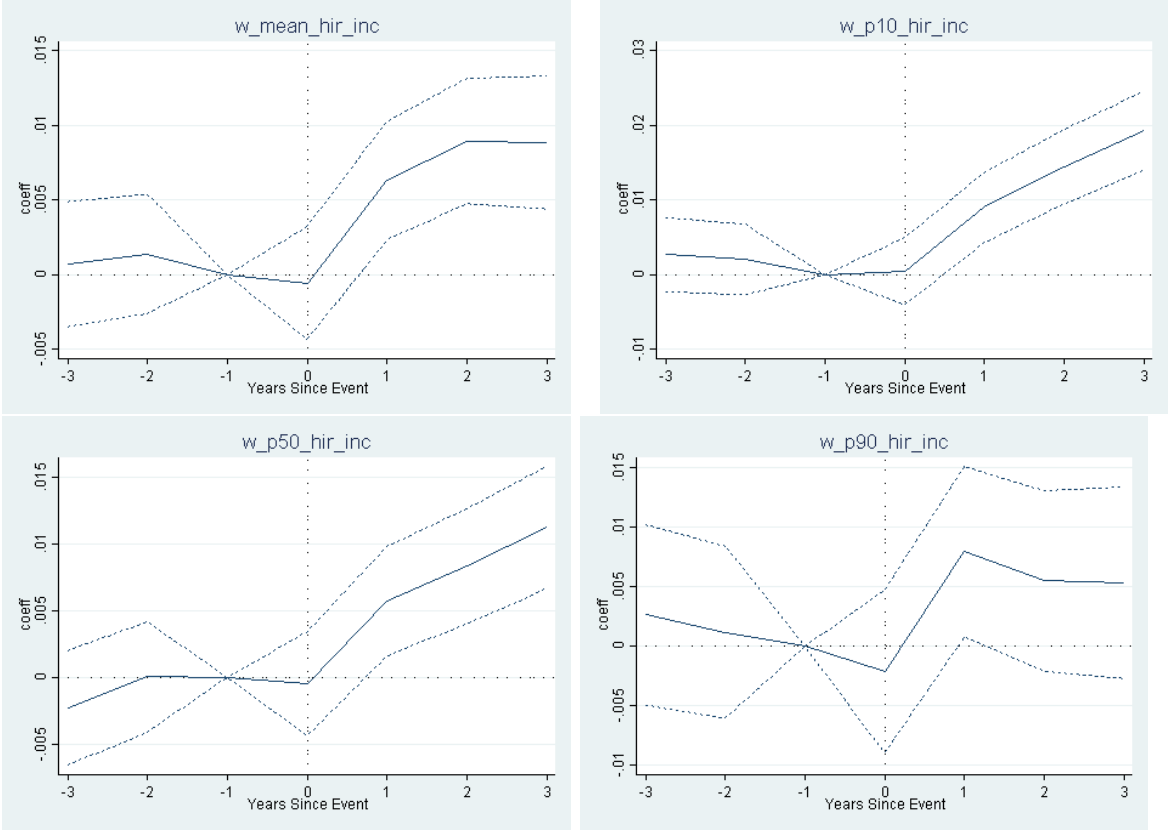 w_mean_hir_inc
.015
.01
.005
0
-.005
coeff
-3 -2 -1 0 1 2 3
Years Since Event
w_p10_hir_inc
.03
.02
.01
0
-.01
coeff
-3 -2 -1 0 1 2 3
Years Since Event
w_p50_hir_inc
.015
.01
.005
0
-.005
coeff
-3 -2 -1 0 1 2 3
Years Since Event
w_p90_hir_inc
.015
.01
.005
0
-.005
-.01
coeff
-3 -2 -1 0 1 2 3
Years Since Event